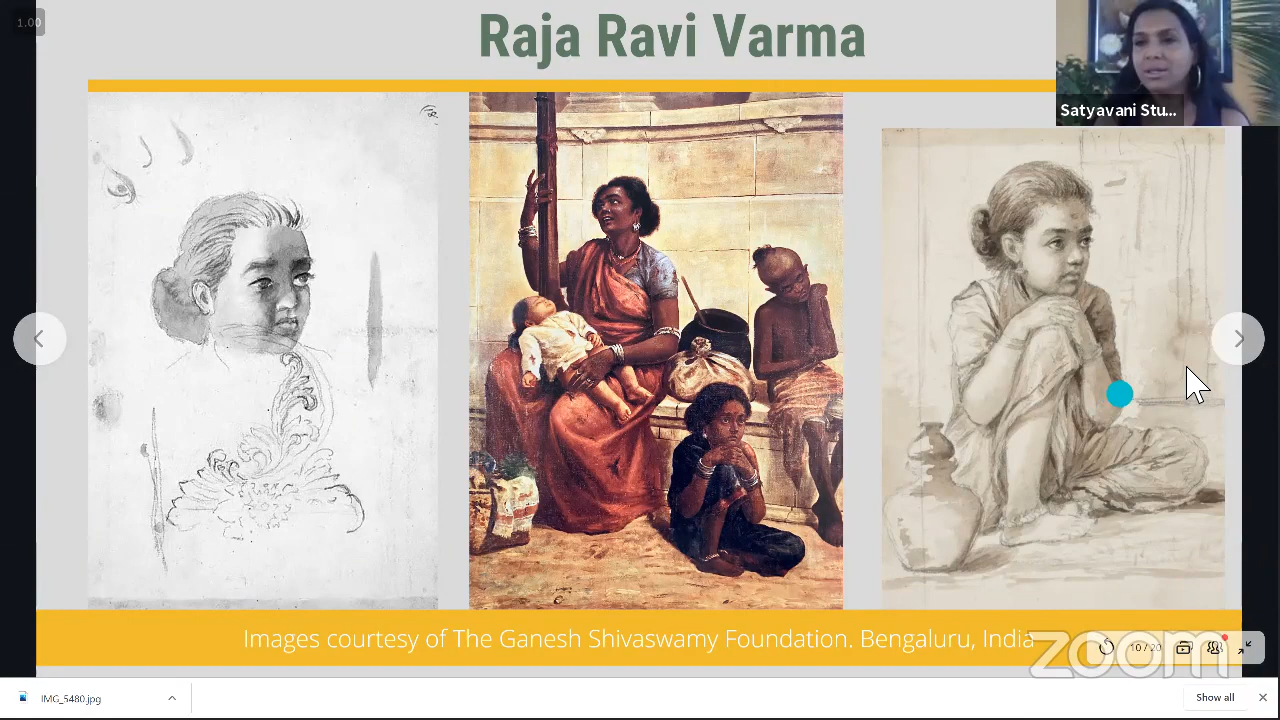 1.00
Raja Ravi Varma
Satyavani Stu...
Images courtesy of The Ganesh Shivaswamy Foundation. Bengaluru, India
10 / 20
zoom
IMG_5480.jpg
Show all